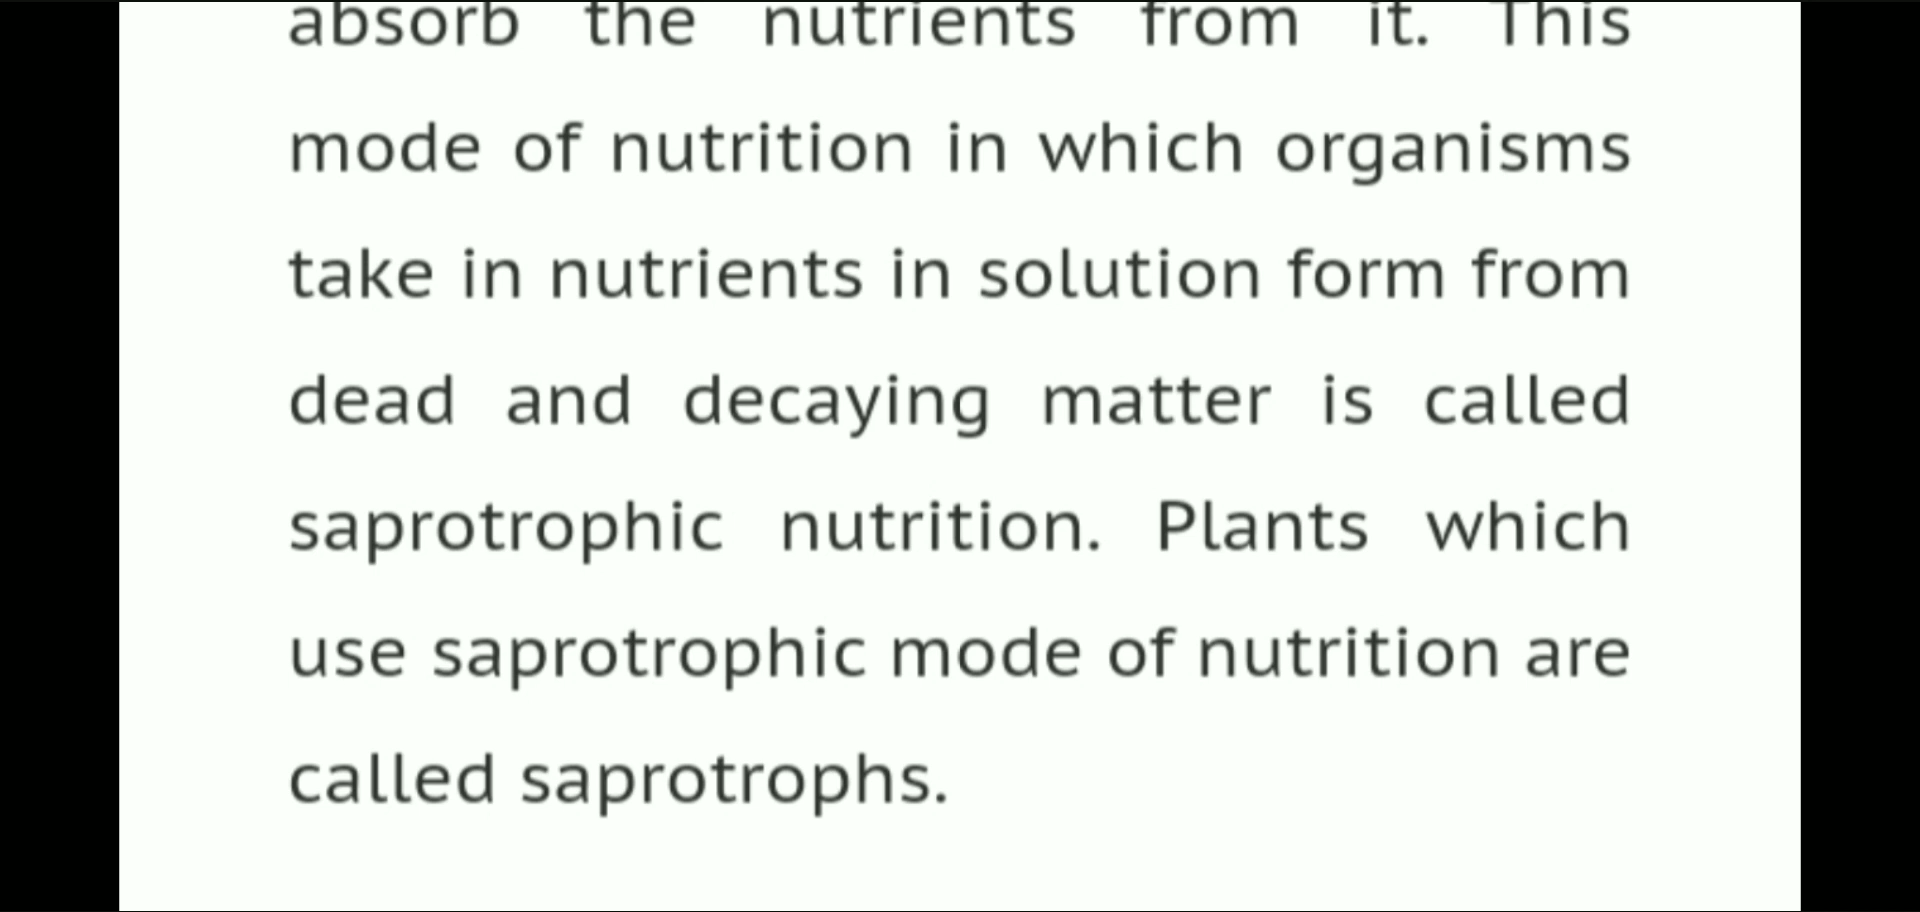 absorb the nutrients from it. This
mode of nutrition in which organisms
take in nutrients in solution form from
dead and decaying matter is called
saprotrophic nutrition. Plants which
use saprotrophic mode of nutrition are
called saprotrophs.